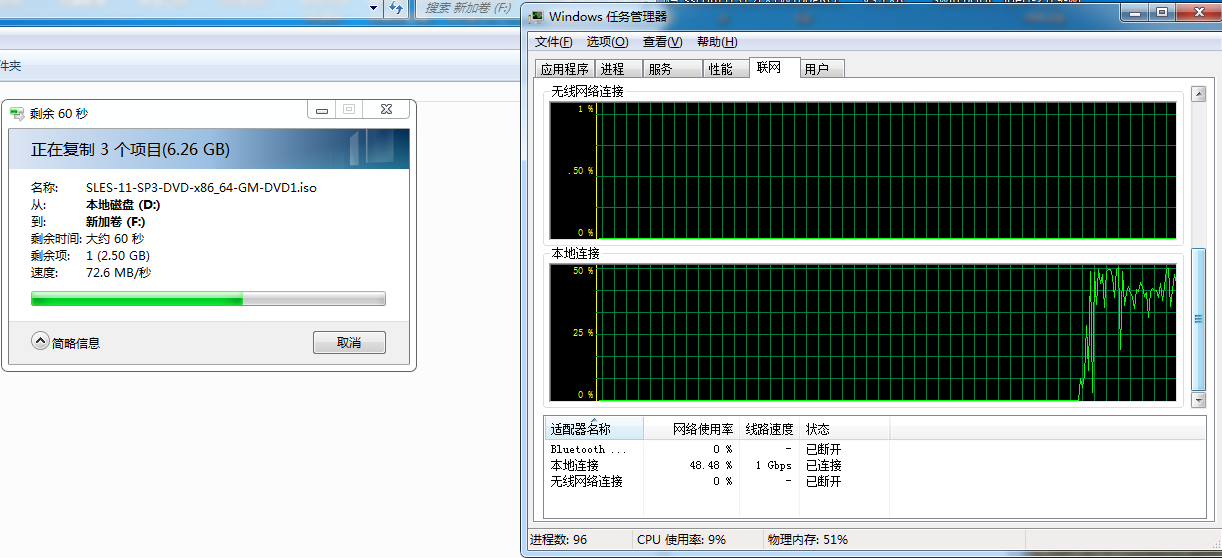 搜索 新加卷 (F:)
件夹
剩余 60 秒
正在复制 3 个项目(6.26 GB)
名称: SLES-11-SP3-DVD-x86_64-GM-DVD1.iso
从: 本地磁盘 (D:)
到: 新加卷 (F:)
剩余时间: 大约 60 秒
剩余项: 1 (2.50 GB)
速度: 72.6 MB/秒
简略信息
取消
Windows 任务管理器
文件(F) 选项(O) 查看(V) 帮助(H)
应用程序 进程 服务 性能 联网 用户
无线网络连接
1 %
.50 %
0 %
本地连接
50 %
25 %
0 %
适配器名称 网络使用率 线路速度 状态
Bluetooth ... 0 % - 已断开
本地连接 48.48 % 1 Gbps 已连接
无线网络连接 0 % - 已断开
进程数: 96 CPU 使用率: 9% 物理内存: 51%